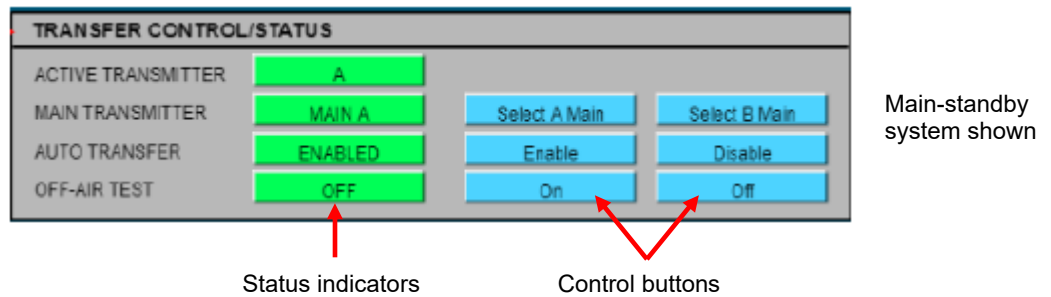 TRANSFER CONTROL/STATUS
ACTIVE TRANSMITTER A
MAIN TRANSMITTER MAIN A Select A Main Select B Main
AUTO TRANSFER ENABLED Enable Disable
OFF-AIR TEST OFF On Off
Main-standby
system shown
Status indicators Control buttons